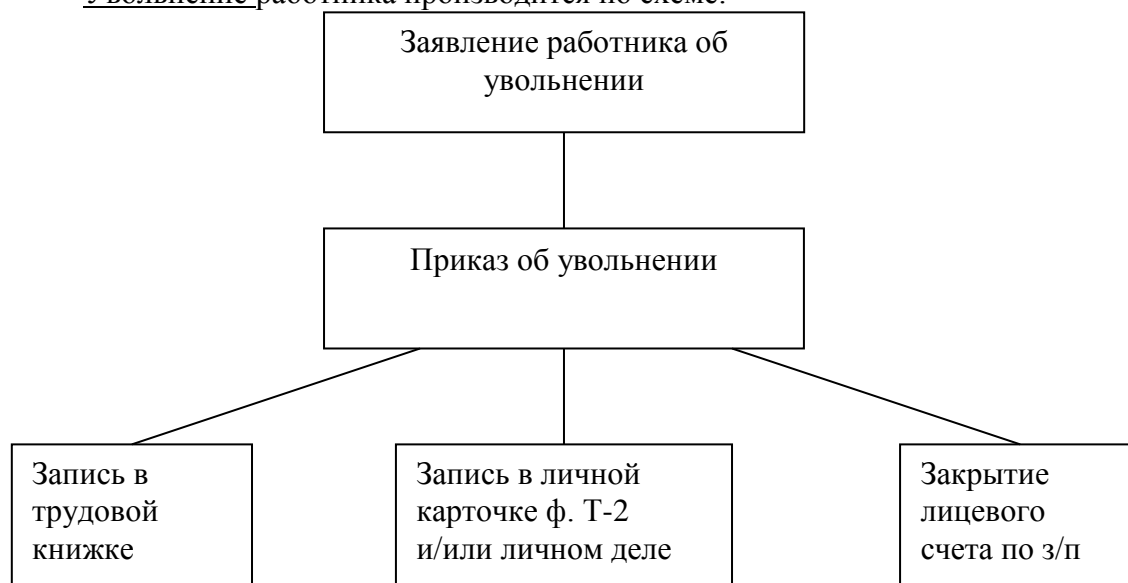 Увольнение работника производится по схеме:
Заявление работника об
увольнении
Приказ об увольнении
Запись в
трудовой
книжке
Запись в личной
карточке ф. Т-2
и/или личном деле
Закрытие
лицевого
счета по з/п